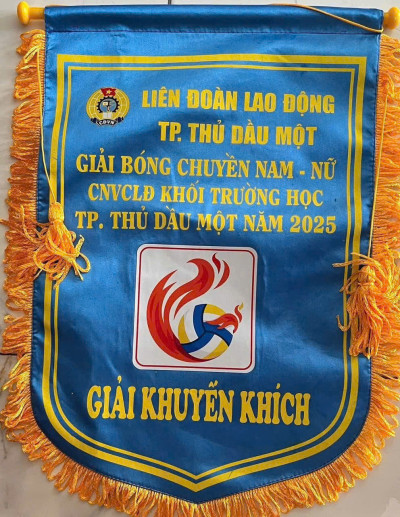 LIÊN ĐOÀN LAO ĐỘNG
TP. THỦ DẦU MỘT
GIẢI BÓNG CHUYỀN NAM - NỮ
CNVCLĐ KHỐI TRƯỜNG HỌC
TP. THỦ DẦU MỘT NĂM 2025
GIẢI KHUYẾN KHÍCH